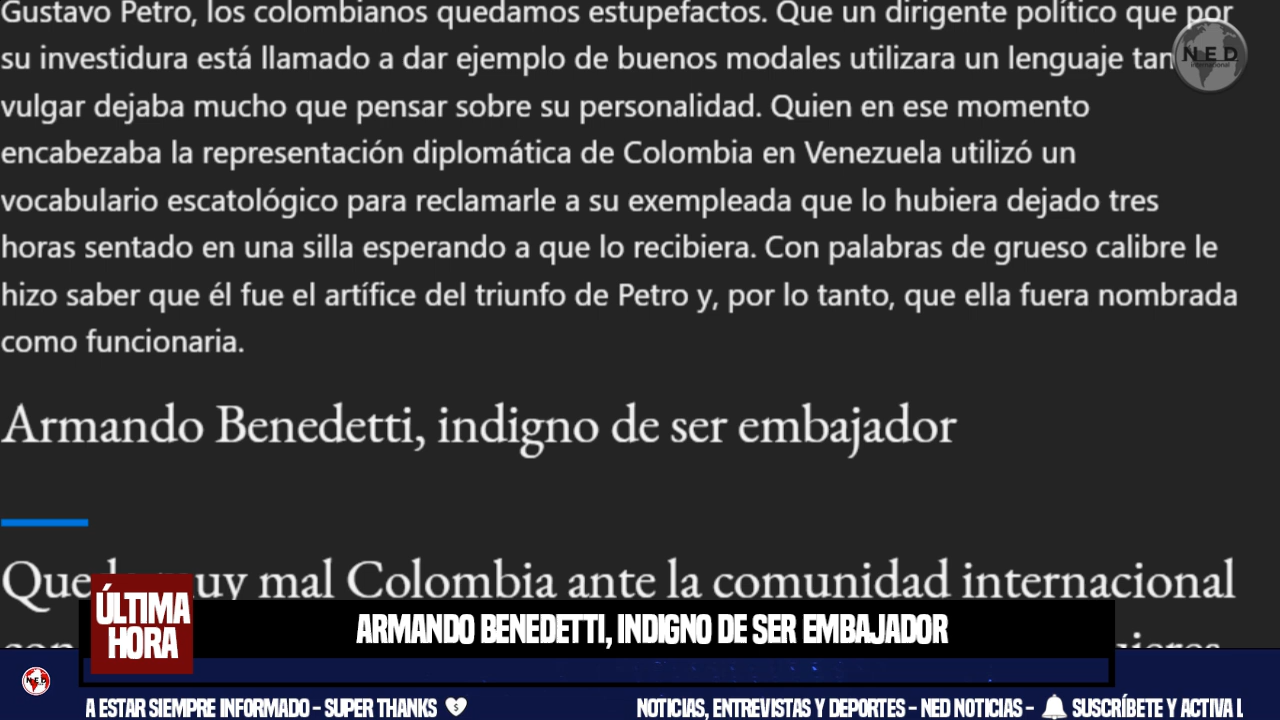 Gustavo Petro, los colombianos quedamos estupefactos. Que un dirigente político que por
su investidura está llamado a dar ejemplo de buenos modales utilizara un lenguaje tan
NED
international
vulgar dejaba mucho que pensar sobre su personalidad. Quien en ese momento
encabezaba la representación diplomática de Colombia en Venezuela utilizó un
vocabulario escatológico para reclamarle a su exempleada que lo hubiera dejado tres
horas sentado en una silla esperando a que lo recibiera. Con palabras de grueso calibre le
hizo saber que él fue el artífice del triunfo de Petro y, por lo tanto, que ella fuera nombrada
como funcionaria.
Armando Benedetti, indigno de ser embajador
muy mal Colombia ante la comunidad internacional
ÚLTIMA
HORA
ARMANDO BENEDETTI, INDIGNO DE SER EMBAJADOR
NED
A ESTAR SIEMPRE INFORMADO - SUPER THANKS
NOTICIAS, ENTREVISTAS Y DEPORTES - NED NOTICIAS - SUSCRÍBETE Y ACTIVA L